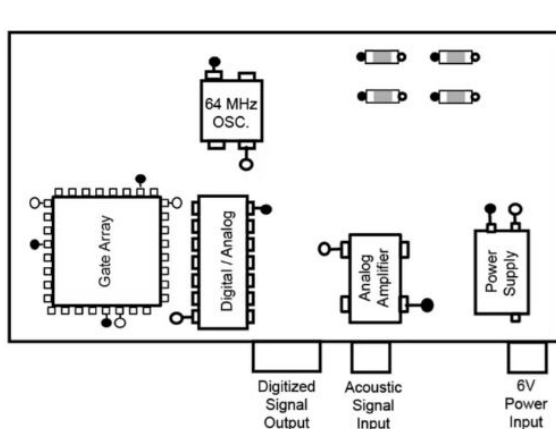 64 MHz
OSC.
Gate Array
Digital / Analog
Analog
Amplifier
Power
Supply
Digitized
Signal
Output
Acoustic
Signal
Input
6V
Power
Input